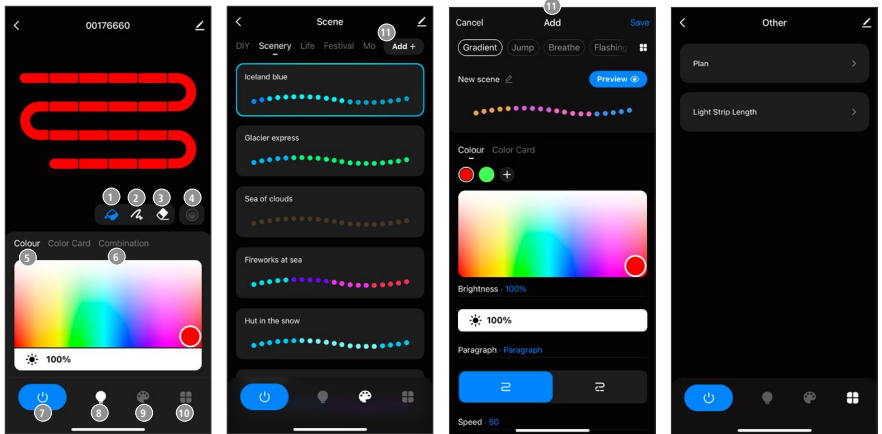 00176660
1
2
3
4
Colour Color Card Combination
5
6
100%
7
8
9
10
Scene
11
DIY Scenery Life Festival Mo Add +
Iceland blue
Glacier express
Sea of clouds
Fireworks at sea
Hut in the snow
11
Cancel Add Save
Gradient Jump Breathe Flashing
New scene Preview
Colour Color Card
+
Brightness · 100%
100%
Paragraph · Paragraph
Speed · 50
Other
Plan
Light Strip Length